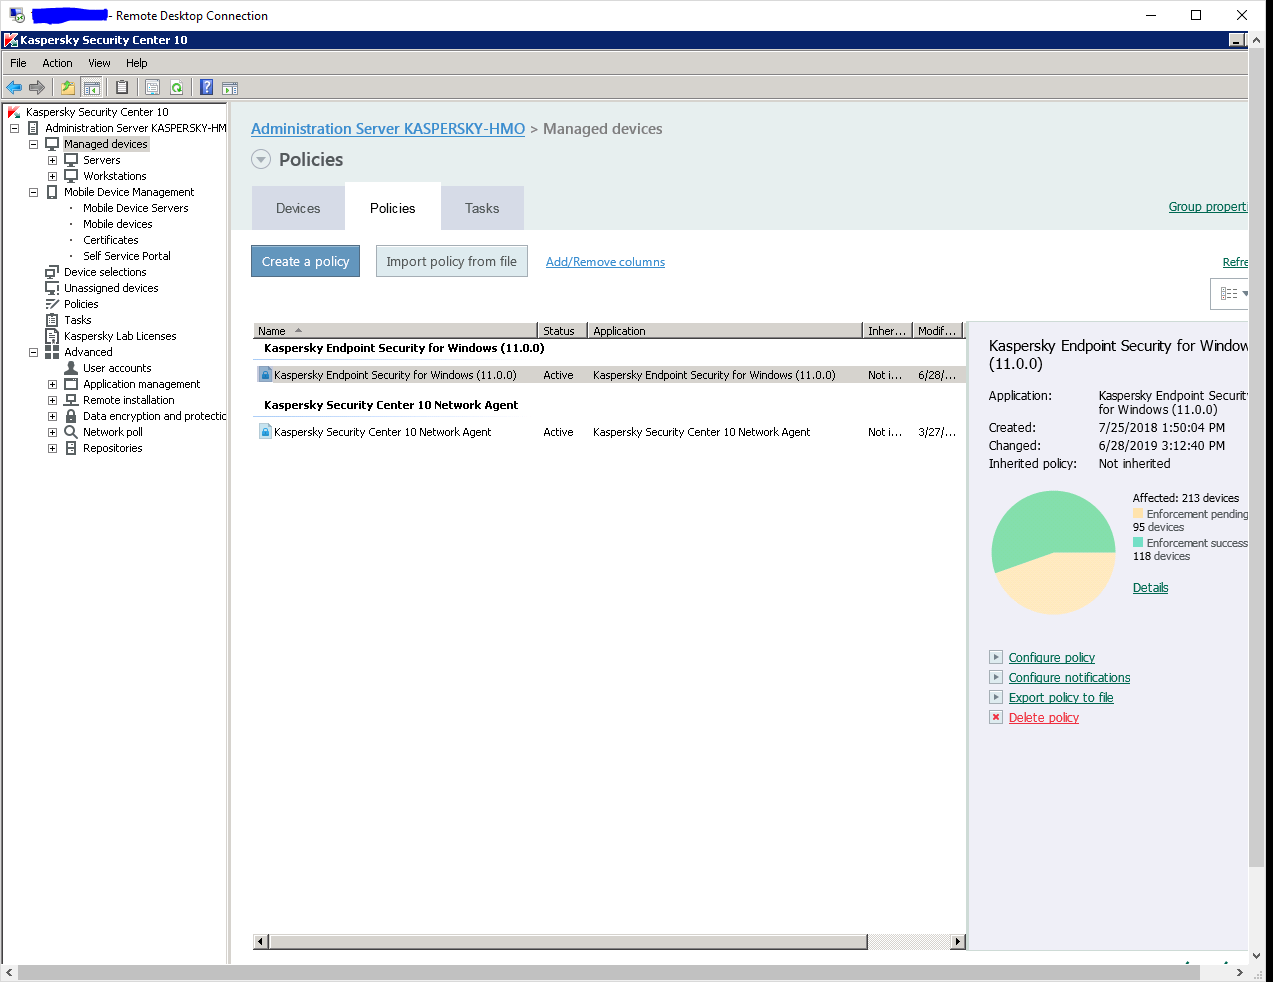 - Remote Desktop Connection
Kaspersky Security Center 10
File Action View Help
Kaspersky Security Center 10
Administration Server KASPERSKY-HM
Managed devices
Servers
Workstations
Mobile Device Management
Mobile Device Servers
Mobile devices
Certificates
Self Service Portal
Device selections
Unassigned devices
Policies
Tasks
Kaspersky Lab Licenses
Advanced
User accounts
Application management
Remote installation
Data encryption and protectic
Network poll
Repositories
Administration Server KASPERSKY-HMO > Managed devices
Policies
Devices Policies Tasks
Group properti
Create a policy Import policy from file Add/Remove columns
Refre
Name Status Application Inher... Modif...
Kaspersky Endpoint Security for Windows (11.0.0)
Kaspersky Endpoint Security for Windows (11.0.0) Active Kaspersky Endpoint Security for Windows (11.0.0) Not i... 6/28/...
Kaspersky Security Center 10 Network Agent
Kaspersky Security Center 10 Network Agent Active Kaspersky Security Center 10 Network Agent Not i... 3/27/...
Kaspersky Endpoint Security for Window
(11.0.0)
Application: Kaspersky Endpoint Securit
for Windows (11.0.0)
Created: 7/25/2018 1:50:04 PM
Changed: 6/28/2019 3:12:40 PM
Inherited policy: Not inherited
Affected: 213 devices
Enforcement pending
95 devices
Enforcement success
118 devices
Details
Configure policy
Configure notifications
Export policy to file
Delete policy